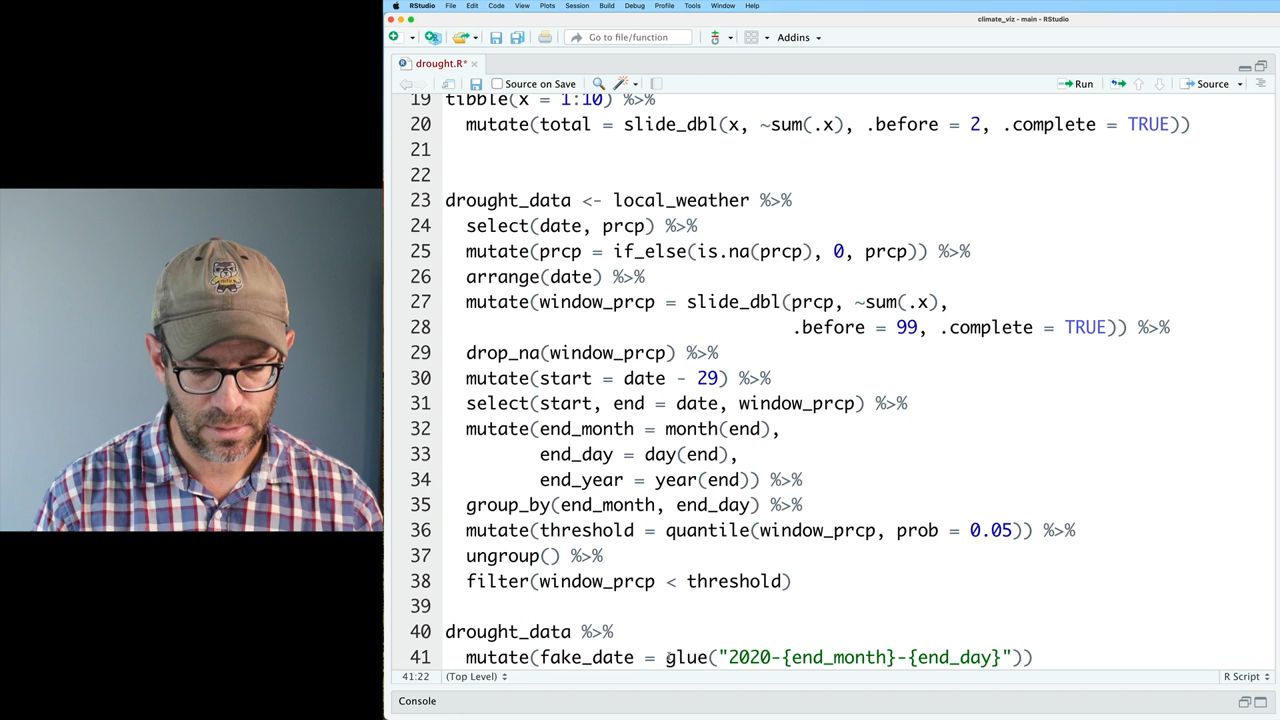 RStudio File Edit Code View Plots Session Build Debug Profile Tools Window Help
climate_viz - main - RStudio
Go to file/function Addins
drought.R*
Source on Save Run Source
19 tibble(x = 1:10) %>%
20 mutate(total = slide_dbl(x, ~sum(.x), .before = 2, .complete = TRUE))
21
22
23 drought_data <- local_weather %>%
24 select(date, prcp) %>%
25 mutate(prcp = if_else(is.na(prcp), 0, prcp)) %>%
26 arrange(date) %>%
27 mutate(window_prcp = slide_dbl(prcp, ~sum(.x),
28 .before = 99, .complete = TRUE)) %>%
29 drop_na(window_prcp) %>%
30 mutate(start = date - 29) %>%
31 select(start, end = date, window_prcp) %>%
32 mutate(end_month = month(end),
33 end_day = day(end),
34 end_year = year(end)) %>%
35 group_by(end_month, end_day) %>%
36 mutate(threshold = quantile(window_prcp, prob = 0.05)) %>%
37 ungroup() %>%
38 filter(window_prcp < threshold)
39
40 drought_data %>%
41 mutate(fake_date = glue("2020-{end_month}-{end_day}"))
41:22 (Top Level) R Script
Console